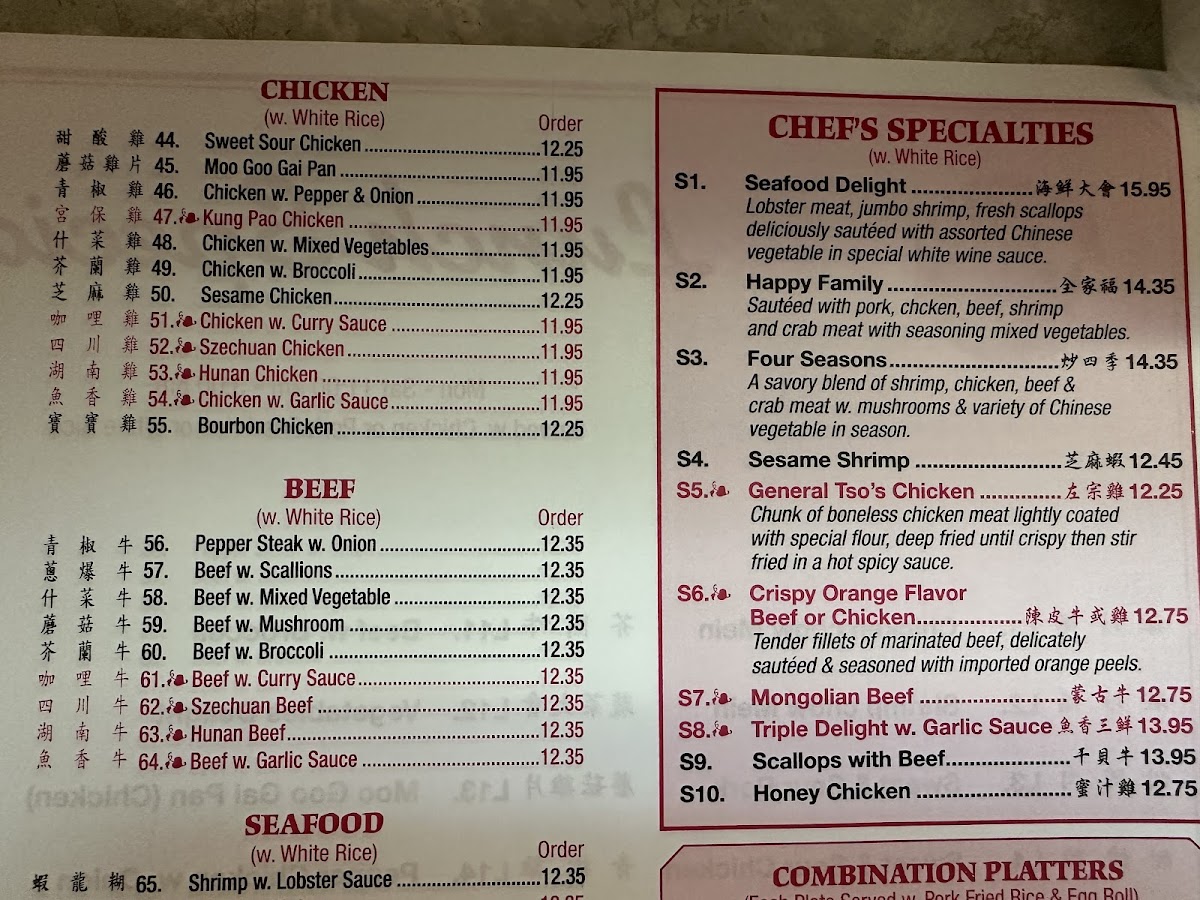 CHICKEN
(w. White Rice)
Order
甜酸雞 44. Sweet Sour Chicken 12.25
蘑菇雞片 45. Moo Goo Gai Pan 11.95
青椒雞 46. Chicken w. Pepper & Onion 11.95
宮保雞 47. Kung Pao Chicken 11.95
什菜雞 48. Chicken w. Mixed Vegetables 11.95
芥蘭雞 49. Chicken w. Broccoli 11.95
芝麻雞 50. Sesame Chicken 12.25
咖哩雞 51. Chicken w. Curry Sauce 11.95
四川雞 52. Szechuan Chicken 11.95
湖南雞 53. Hunan Chicken 11.95
魚香雞 54. Chicken w. Garlic Sauce 11.95
寶寶雞 55. Bourbon Chicken 12.25
BEEF
(w. White Rice)
Order
青椒牛 56. Pepper Steak w. Onion 12.35
蔥爆牛 57. Beef w. Scallions 12.35
什菜牛 58. Beef w. Mixed Vegetable 12.35
蘑菇牛 59. Beef w. Mushroom 12.35
芥蘭牛 60. Beef w. Broccoli 12.35
咖哩牛 61. Beef w. Curry Sauce 12.35
四川牛 62. Szechuan Beef 12.35
湖南牛 63. Hunan Beef 12.35
魚香牛 64. Beef w. Garlic Sauce 12.35
SEAFOOD
(w. White Rice)
Order
蝦龍糊 65. Shrimp w. Lobster Sauce 12.35
CHEF'S SPECIALTIES
(w. White Rice)
S1. Seafood Delight 海鮮大會 15.95
Lobster meat, jumbo shrimp, fresh scallops
deliciously sautéed with assorted Chinese
vegetable in special white wine sauce.
S2. Happy Family 全家福 14.35
Sautéed with pork, chcken, beef, shrimp
and crab meat with seasoning mixed vegetables.
S3. Four Seasons 炒四季 14.35
A savory blend of shrimp, chicken, beef &
crab meat w. mushrooms & variety of Chinese
vegetable in season.
S4. Sesame Shrimp 芝麻蝦 12.45
S5. General Tso's Chicken 左宗雞 12.25
Chunk of boneless chicken meat lightly coated
with special flour, deep fried until crispy then stir
fried in a hot spicy sauce.
S6. Crispy Orange Flavor
Beef or Chicken 陳皮牛或雞 12.75
Tender fillets of marinated beef, delicately
sautéed & seasoned with imported orange peels.
S7. Mongolian Beef 蒙古牛 12.75
S8. Triple Delight w. Garlic Sauce 魚香三鮮 13.95
S9. Scallops with Beef 干貝牛 13.95
S10. Honey Chicken 蜜汁雞 12.75
COMBINATION PLATTERS
(Each Plate Served w. Pork Fried Rice & Egg Roll)